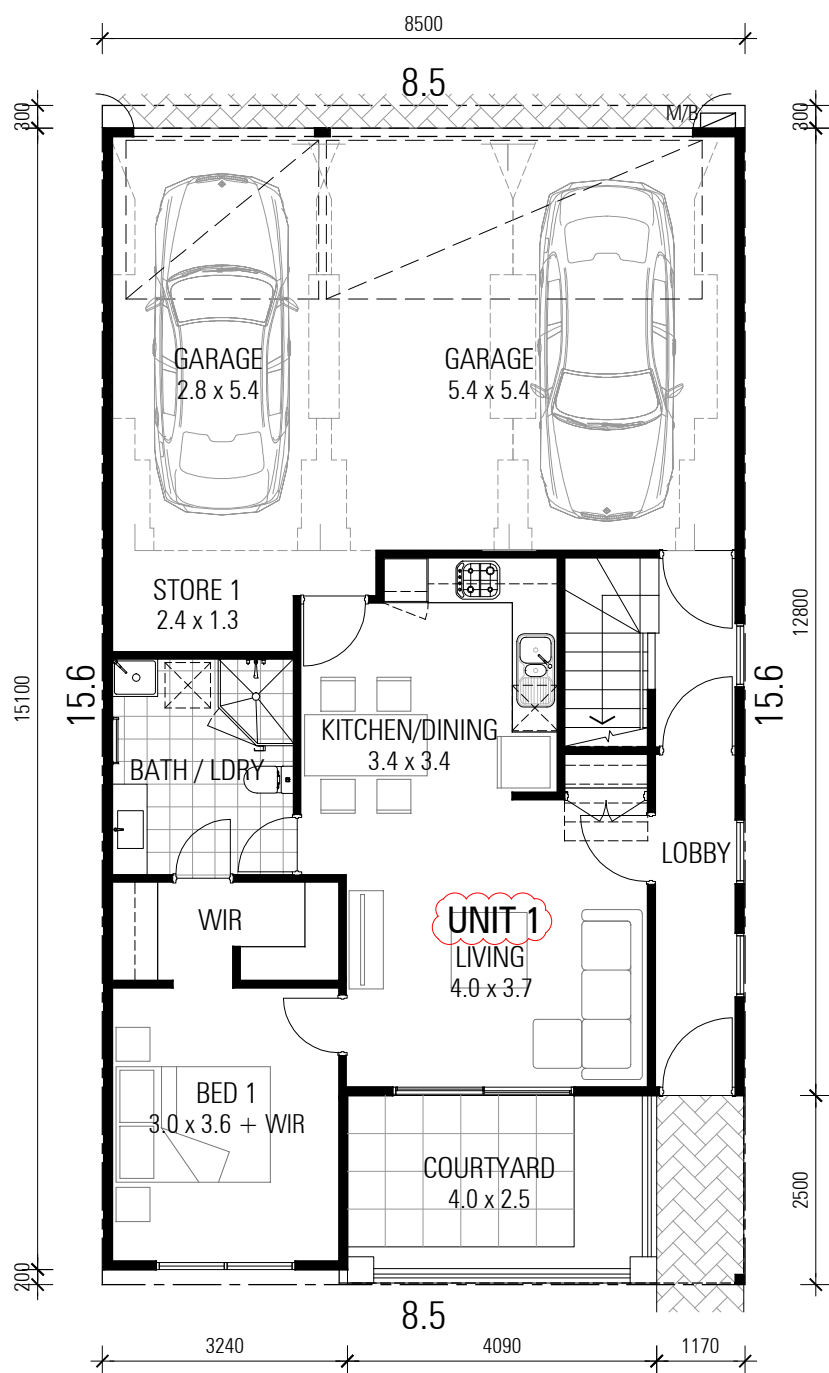 8500
8.5
300
300
M/B
GARAGE
2.8 x 5.4
GARAGE
5.4 x 5.4
STORE 1
2.4 x 1.3
12800
15100
15.6
15.6
KITCHEN/DINING
3.4 x 3.4
BATH / LDRY
LOBBY
WIR
UNIT 1
LIVING
4.0 x 3.7
BED 1
3.0 x 3.6 + WIR
COURTYARD
4.0 x 2.5
2500
200
8.5
3240
4090
1170